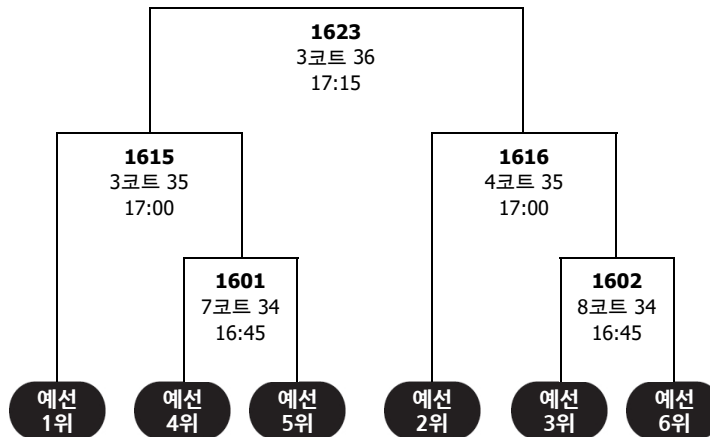 1623
3코트 36
17:15
1615
3코트 35
17:00
1616
4코트 35
17:00
1601
7코트 34
16:45
1602
8코트 34
16:45
예선
1위
예선
4위
예선
5위
예선
2위
예선
3위
예선
6위